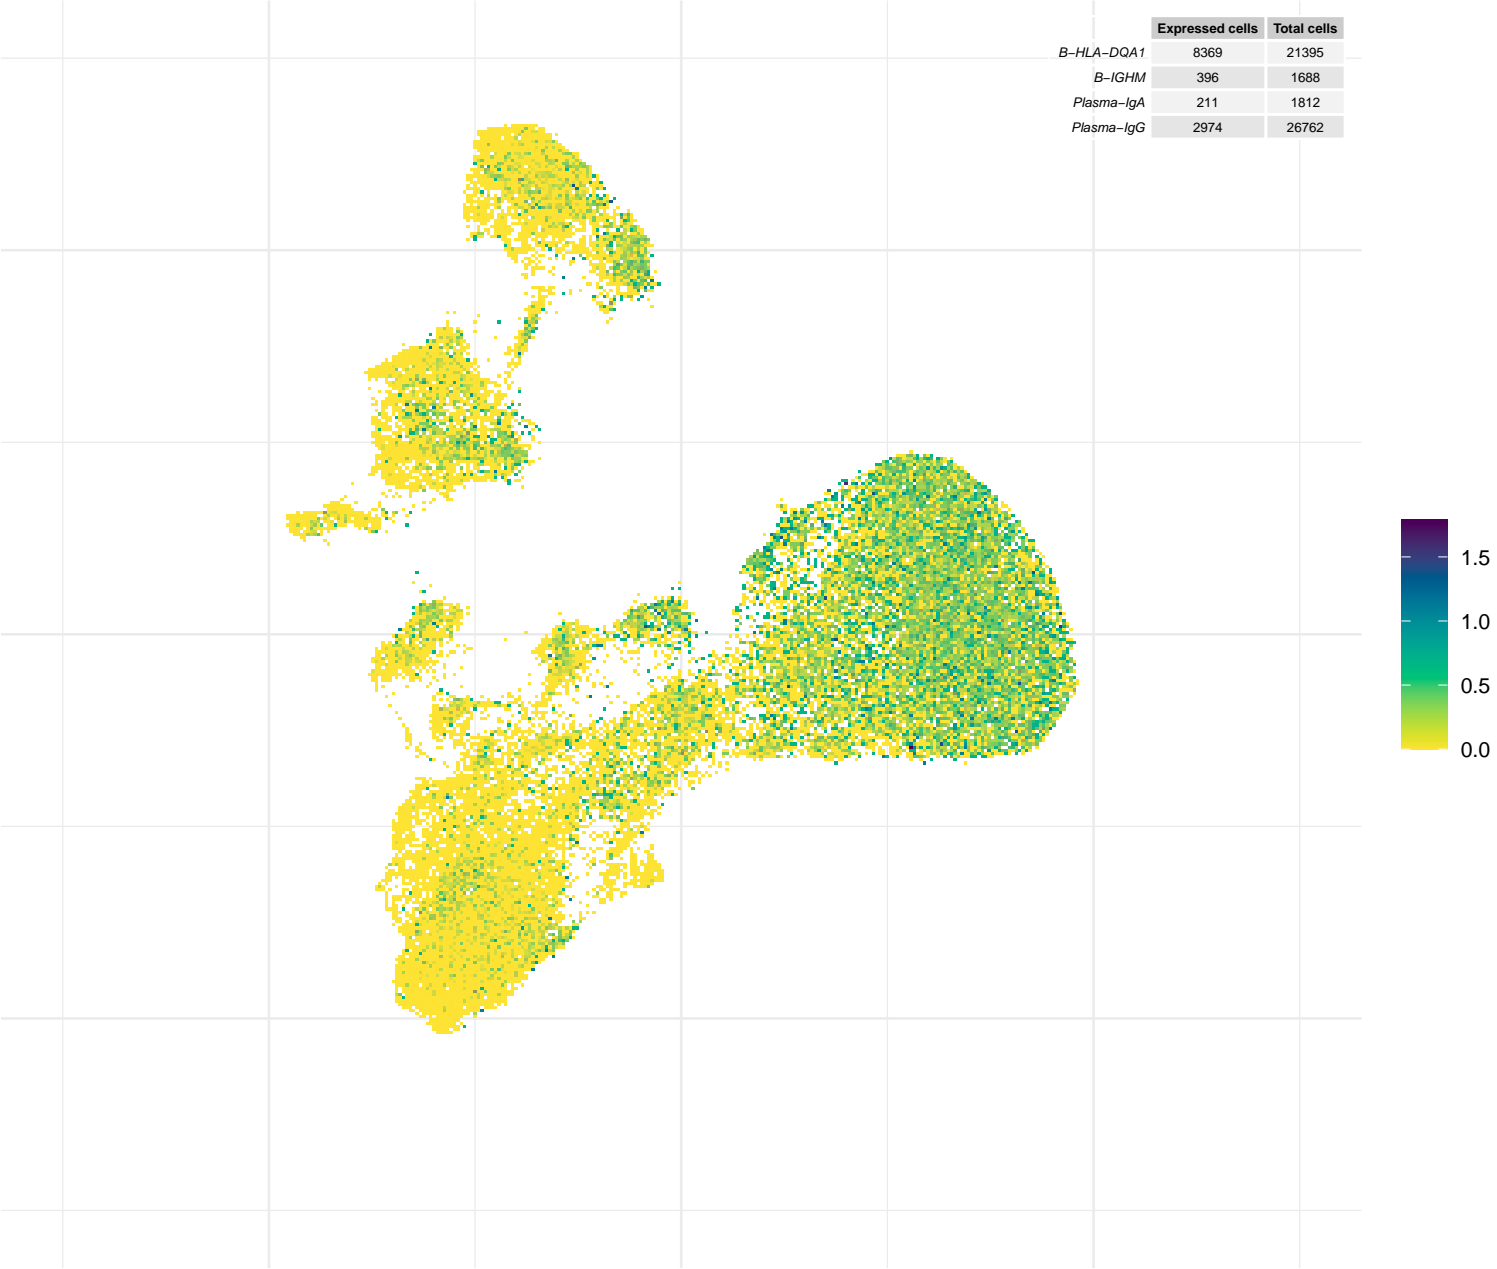 Expressed cells Total cells
B−HLA−DQA1 8369 21395
B−IGHM 396 1688
Plasma−IgA 211 1812
Plasma−IgG 2974 26762
1.5
1.0
0.5
0.0